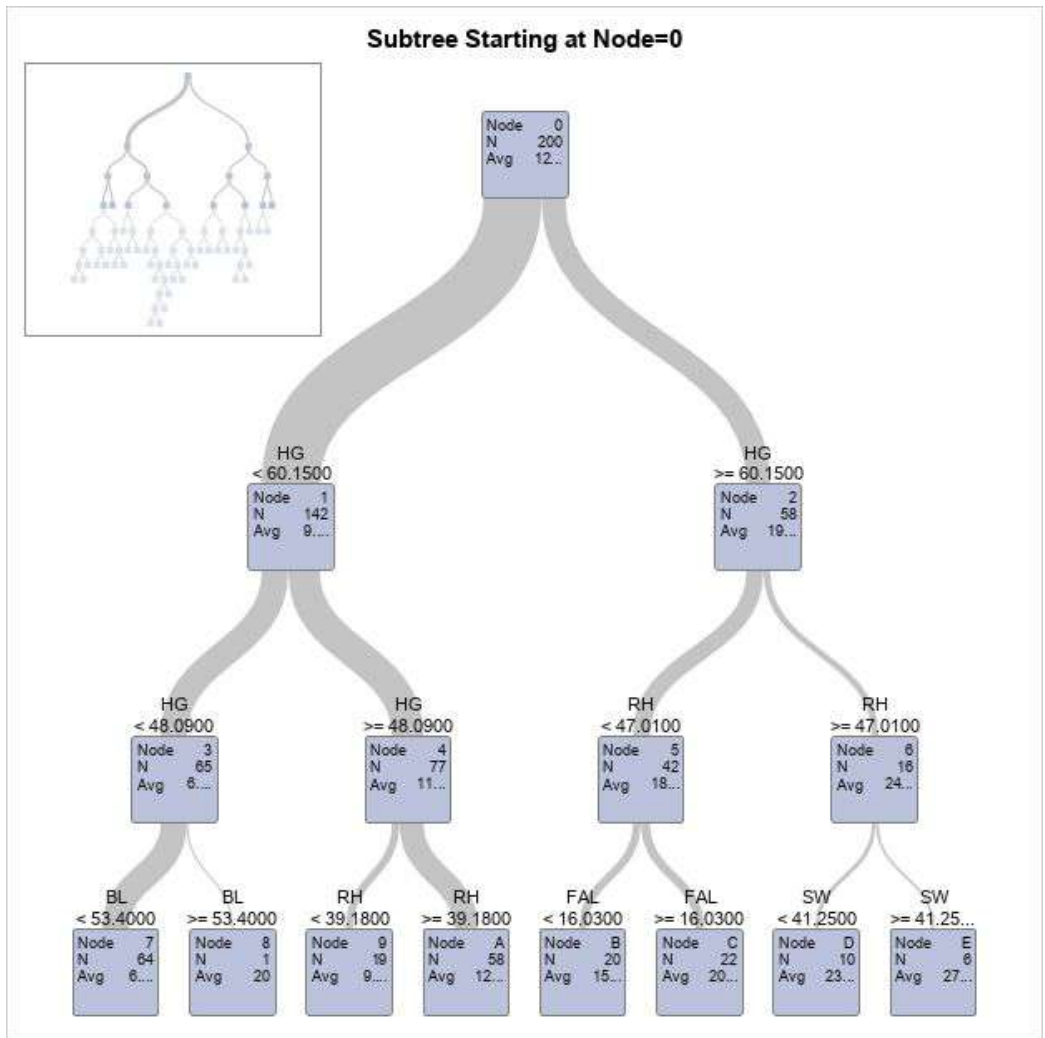 Subtree Starting at Node=0
Node 0
N 200
Avg 12...
HG
< 60.1500
Node 1
N 142
Avg 9....
HG
>= 60.1500
Node 2
N 58
Avg 19...
HG
< 48.0900
Node 3
N 65
Avg 6....
HG
>= 48.0900
Node 4
N 77
Avg 11...
RH
< 47.0100
Node 5
N 42
Avg 18...
RH
>= 47.0100
Node 6
N 16
Avg 24...
BL
< 53.4000
Node 7
N 64
Avg 6....
BL
>= 53.4000
Node 8
N 1
Avg 20
RH
< 39.1800
Node 9
N 19
Avg 9....
RH
>= 39.1800
Node A
N 58
Avg 12...
FAL
< 16.0300
Node B
N 20
Avg 15...
FAL
>= 16.0300
Node C
N 22
Avg 20...
SW
< 41.2500
Node D
N 10
Avg 23...
SW
>= 41.25...
Node E
N 6
Avg 27...